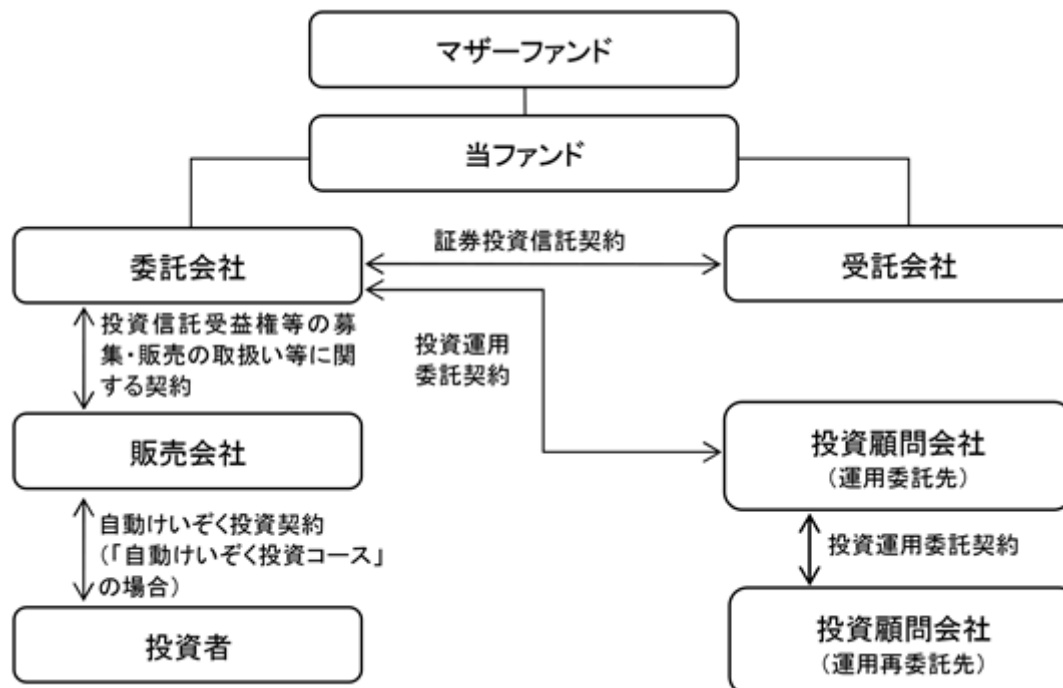 マザーファンド
当ファンド
委託会社
証券投資信託契約
受託会社
投資信託受益権等の募
集・販売の取扱い等に関
する契約
投資運用
委託契約
販売会社
投資顧問会社
（運用委託先）
自動けいぞく投資契約
（「自動けいぞく投資コース」
の場合）
投資運用委託契約
投資者
投資顧問会社
（運用再委託先）